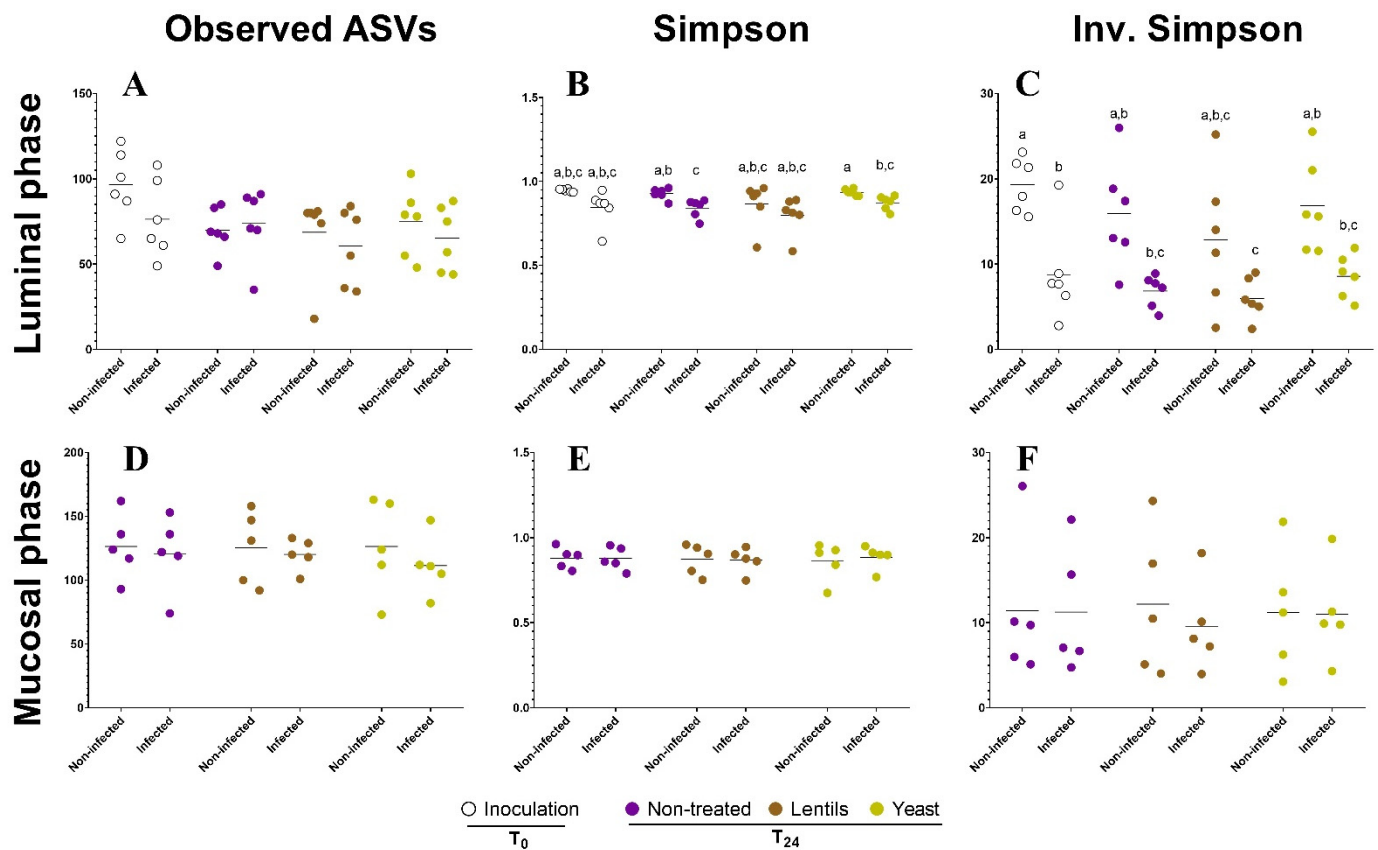 Observed ASVs Simpson Inv. Simpson
Luminal phase
A
150
100
50
0
Non-infected Infected Non-infected Infected Non-infected Infected Non-infected Infected
B
1.5
1.0
0.5
0.0
a,b,c a,b,c a,b c a,b,c a,b,c a b,c
Non-infected Infected Non-infected Infected Non-infected Infected Non-infected Infected
C
30
20
10
0
a b a,b b,c a,b,c c a,b b,c
Non-infected Infected Non-infected Infected Non-infected Infected Non-infected Infected
Mucosal phase
D
200
150
100
50
0
Non-infected Infected Non-infected Infected Non-infected Infected
E
1.5
1.0
0.5
0.0
Non-infected Infected Non-infected Infected Non-infected Infected
F
30
20
10
0
Non-infected Infected Non-infected Infected Non-infected Infected
Inoculation Non-treated Lentils Yeast
T0 T24